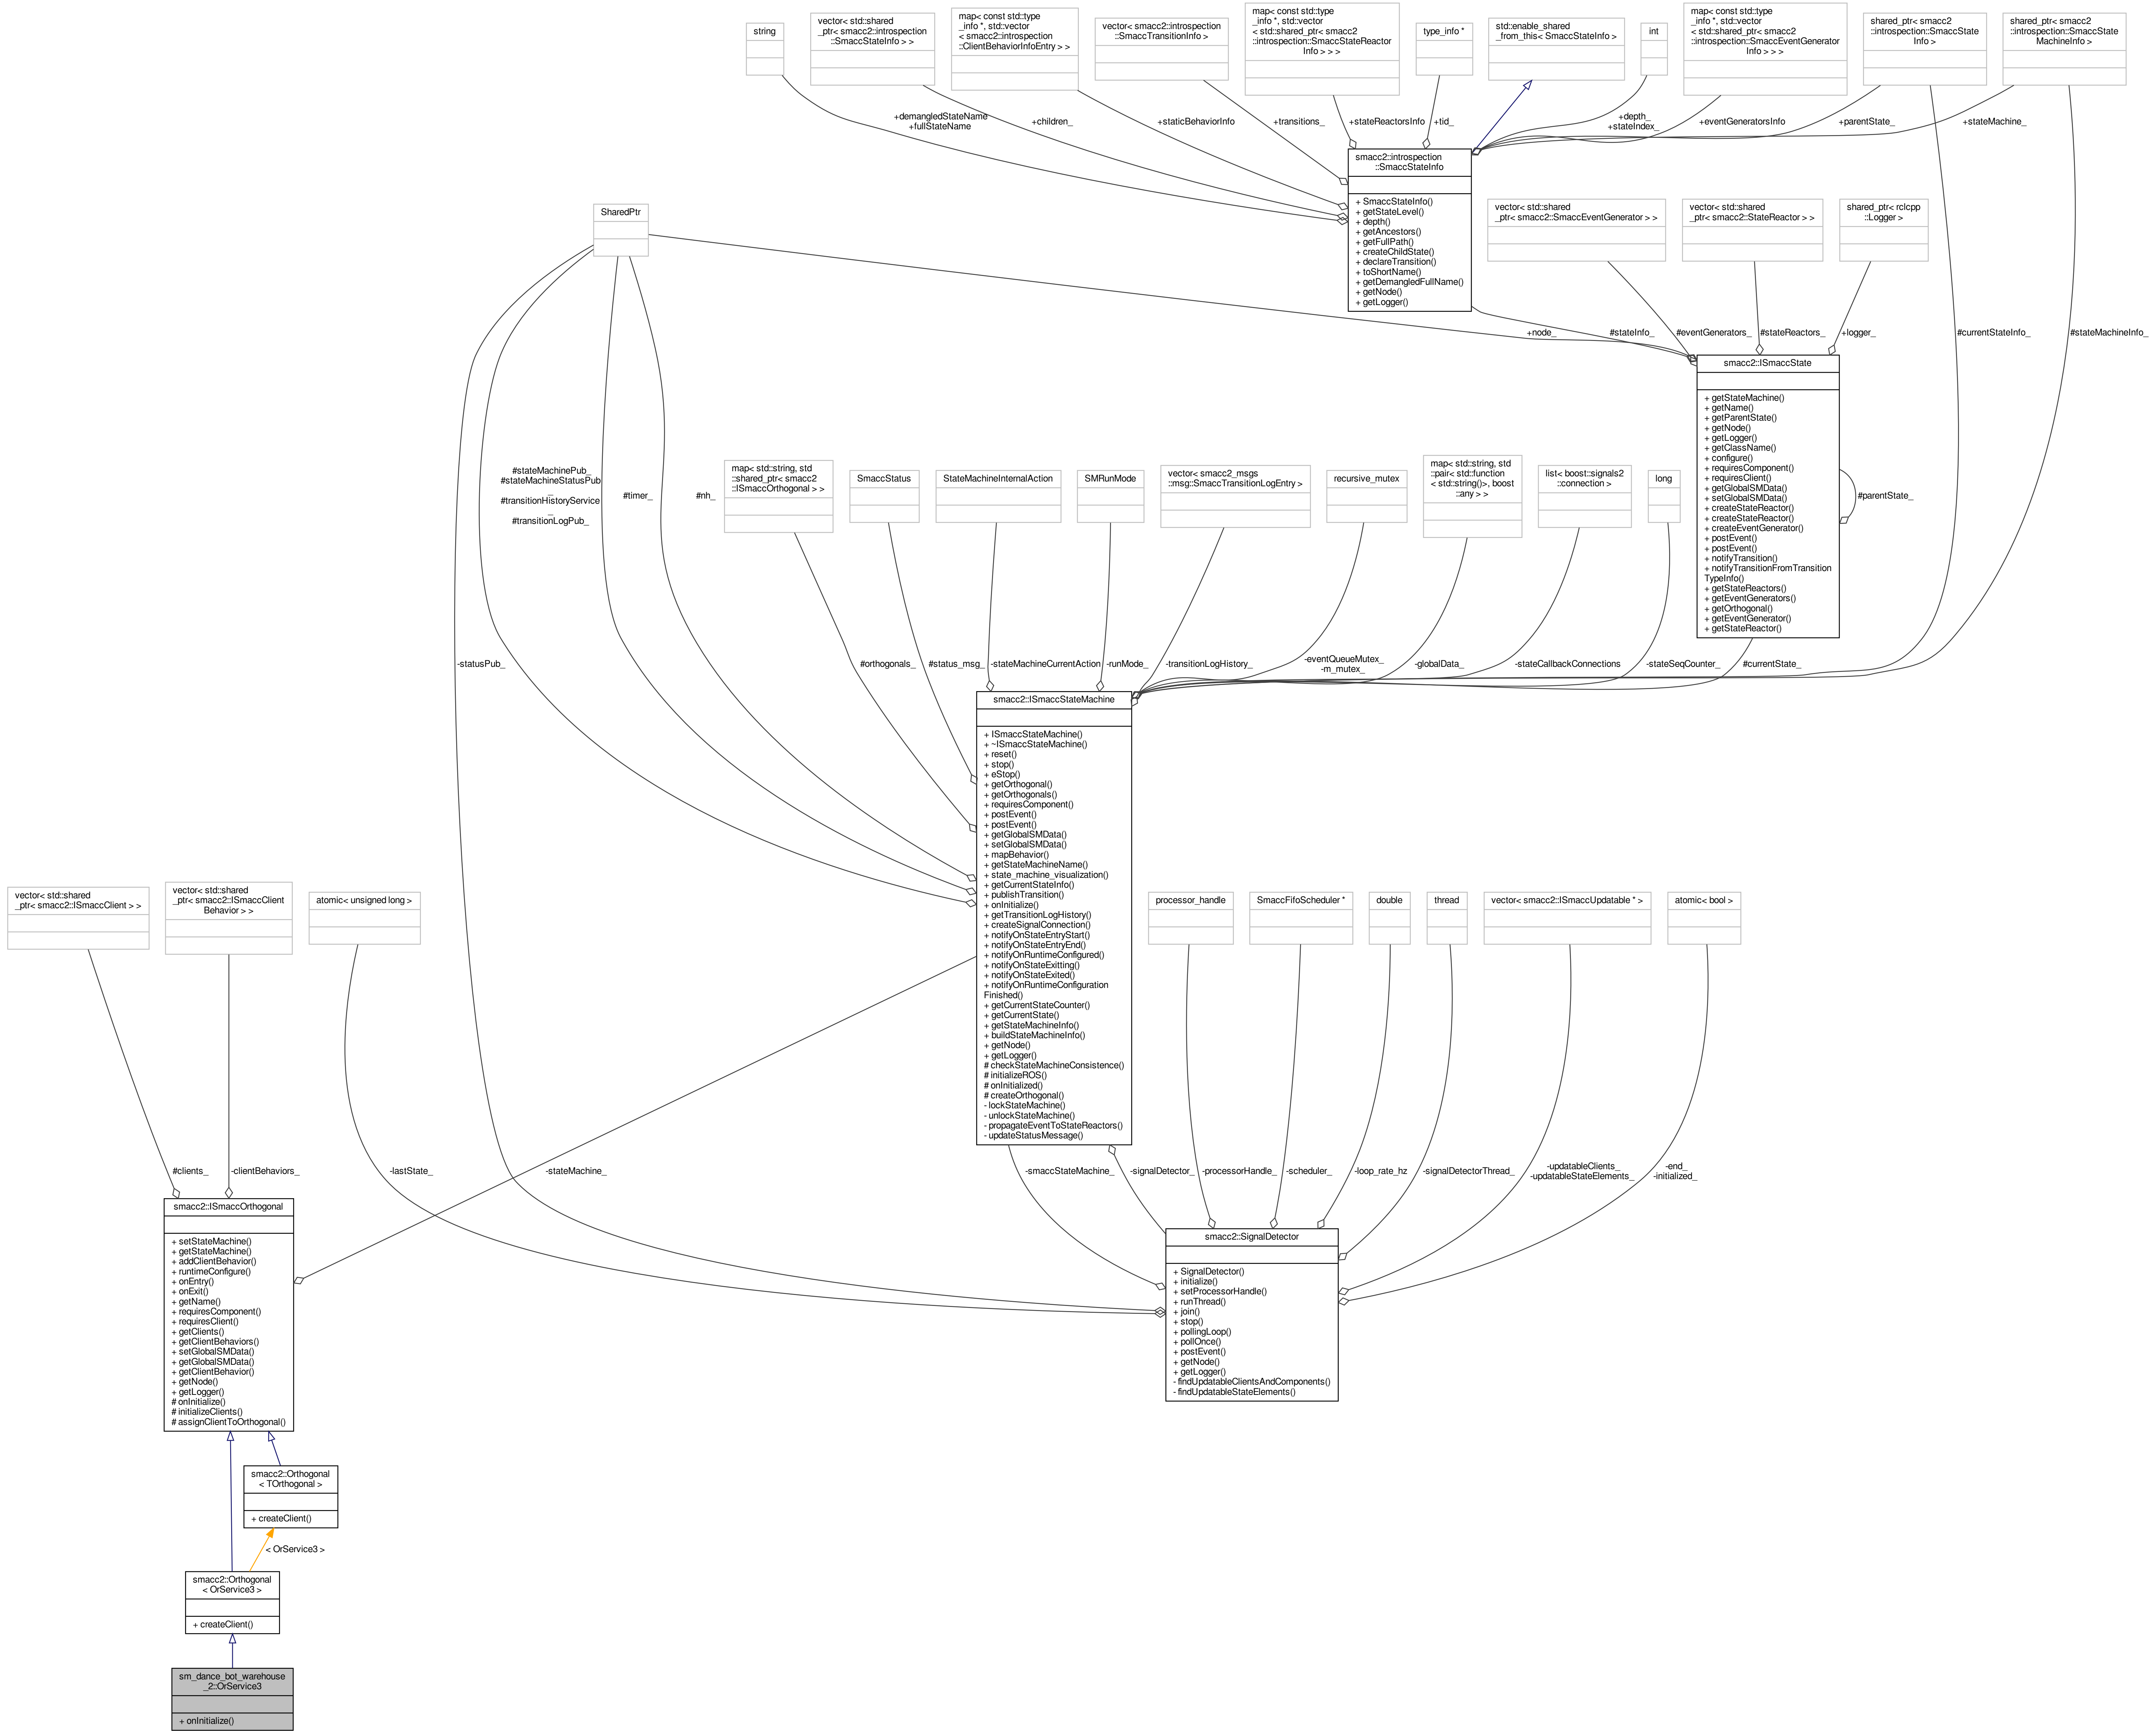 string
vector< std::shared
_ptr< smacc2::introspection
::SmaccStateInfo > >
map< const std::type
_info *, std::vector
< smacc2::introspection
::ClientBehaviorInfoEntry > >
vector< smacc2::introspection
::SmaccTransitionInfo >
map< const std::type
_info *, std::vector
< std::shared_ptr< smacc2
::introspection::SmaccStateReactor
Info > > >
type_info *
std::enable_shared
_from_this< SmaccStateInfo >
int
map< const std::type
_info *, std::vector
< std::shared_ptr< smacc2
::introspection::SmaccEventGenerator
Info > > >
shared_ptr< smacc2
::introspection::SmaccState
Info >
shared_ptr< smacc2
::introspection::SmaccState
MachineInfo >
+demangledStateName
+fullStateName
+children_
+staticBehaviorInfo
+transitions_
+stateReactorsInfo
+tid_
+depth_
+stateIndex_
+eventGeneratorsInfo
+parentState_
+stateMachine_
smacc2::introspection
::SmaccStateInfo
+ SmaccStateInfo()
+ getStateLevel()
+ depth()
+ getAncestors()
+ getFullPath()
+ createChildState()
+ declareTransition()
+ toShortName()
+ getDemangledFullName()
+ getNode()
+ getLogger()
SharedPtr
vector< std::shared
_ptr< smacc2::SmaccEventGenerator > >
vector< std::shared
_ptr< smacc2::StateReactor > >
shared_ptr< rclcpp
::Logger >
+node_
#stateInfo_
#eventGenerators_
#stateReactors_
+logger_
#currentStateInfo_
#stateMachineInfo_
smacc2::ISmaccState
+ getStateMachine()
+ getName()
+ getParentState()
+ getNode()
+ getLogger()
+ getClassName()
+ configure()
+ requiresComponent()
+ requiresClient()
+ getGlobalSMData()
+ setGlobalSMData()
+ createStateReactor()
+ createStateReactor()
+ createEventGenerator()
+ postEvent()
+ postEvent()
+ notifyTransition()
+ notifyTransitionFromTransition
TypeInfo()
+ getStateReactors()
+ getEventGenerators()
+ getOrthogonal()
+ getEventGenerator()
+ getStateReactor()
#parentState_
#stateMachinePub_
#stateMachineStatusPub
_
#transitionHistoryService
_
#transitionLogPub_
#timer_
#nh_
map< std::string, std
::shared_ptr< smacc2
::ISmaccOrthogonal > >
SmaccStatus
StateMachineInternalAction
SMRunMode
vector< smacc2_msgs
::msg::SmaccTransitionLogEntry >
recursive_mutex
map< std::string, std
::pair< std::function
< std::string()>, boost
::any > >
list< boost::signals2
::connection >
long
-statusPub_
#orthogonals_
#status_msg_
-stateMachineCurrentAction
-runMode_
-transitionLogHistory_
-eventQueueMutex_
-m_mutex_
-globalData_
-stateCallbackConnections
-stateSeqCounter_
#currentState_
smacc2::ISmaccStateMachine
+ ISmaccStateMachine()
+ ~ISmaccStateMachine()
+ reset()
+ stop()
+ eStop()
+ getOrthogonal()
+ getOrthogonals()
+ requiresComponent()
+ postEvent()
+ postEvent()
+ getGlobalSMData()
+ setGlobalSMData()
+ mapBehavior()
+ getStateMachineName()
+ state_machine_visualization()
+ getCurrentStateInfo()
+ publishTransition()
+ onInitialize()
+ getTransitionLogHistory()
+ createSignalConnection()
+ notifyOnStateEntryStart()
+ notifyOnStateEntryEnd()
+ notifyOnRuntimeConfigured()
+ notifyOnStateExitting()
+ notifyOnStateExited()
+ notifyOnRuntimeConfiguration
Finished()
+ getCurrentStateCounter()
+ getCurrentState()
+ getStateMachineInfo()
+ buildStateMachineInfo()
+ getNode()
+ getLogger()
# checkStateMachineConsistence()
# initializeROS()
# onInitialized()
# createOrthogonal()
- lockStateMachine()
- unlockStateMachine()
- propagateEventToStateReactors()
- updateStatusMessage()
vector< std::shared
_ptr< smacc2::ISmaccClient > >
vector< std::shared
_ptr< smacc2::ISmaccClient
Behavior > >
atomic< unsigned long >
processor_handle
SmaccFifoScheduler *
double
thread
vector< smacc2::ISmaccUpdatable * >
atomic< bool >
#clients_
-clientBehaviors_
-lastState_
-stateMachine_
-smaccStateMachine_
-signalDetector_
-processorHandle_
-scheduler_
-loop_rate_hz
-signalDetectorThread_
-updatableClients_
-updatableStateElements_
-end_
-initialized_
smacc2::ISmaccOrthogonal
+ setStateMachine()
+ getStateMachine()
+ addClientBehavior()
+ runtimeConfigure()
+ onEntry()
+ onExit()
+ getName()
+ requiresComponent()
+ requiresClient()
+ getClients()
+ getClientBehaviors()
+ setGlobalSMData()
+ getGlobalSMData()
+ getClientBehavior()
+ getNode()
+ getLogger()
# onInitialize()
# initializeClients()
# assignClientToOrthogonal()
smacc2::SignalDetector
+ SignalDetector()
+ initialize()
+ setProcessorHandle()
+ runThread()
+ join()
+ stop()
+ pollingLoop()
+ pollOnce()
+ postEvent()
+ getNode()
+ getLogger()
- findUpdatableClientsAndComponents()
- findUpdatableStateElements()
smacc2::Orthogonal
< TOrthogonal >
+ createClient()
< OrService3 >
smacc2::Orthogonal
< OrService3 >
+ createClient()
sm_dance_bot_warehouse
_2::OrService3
+ onInitialize()